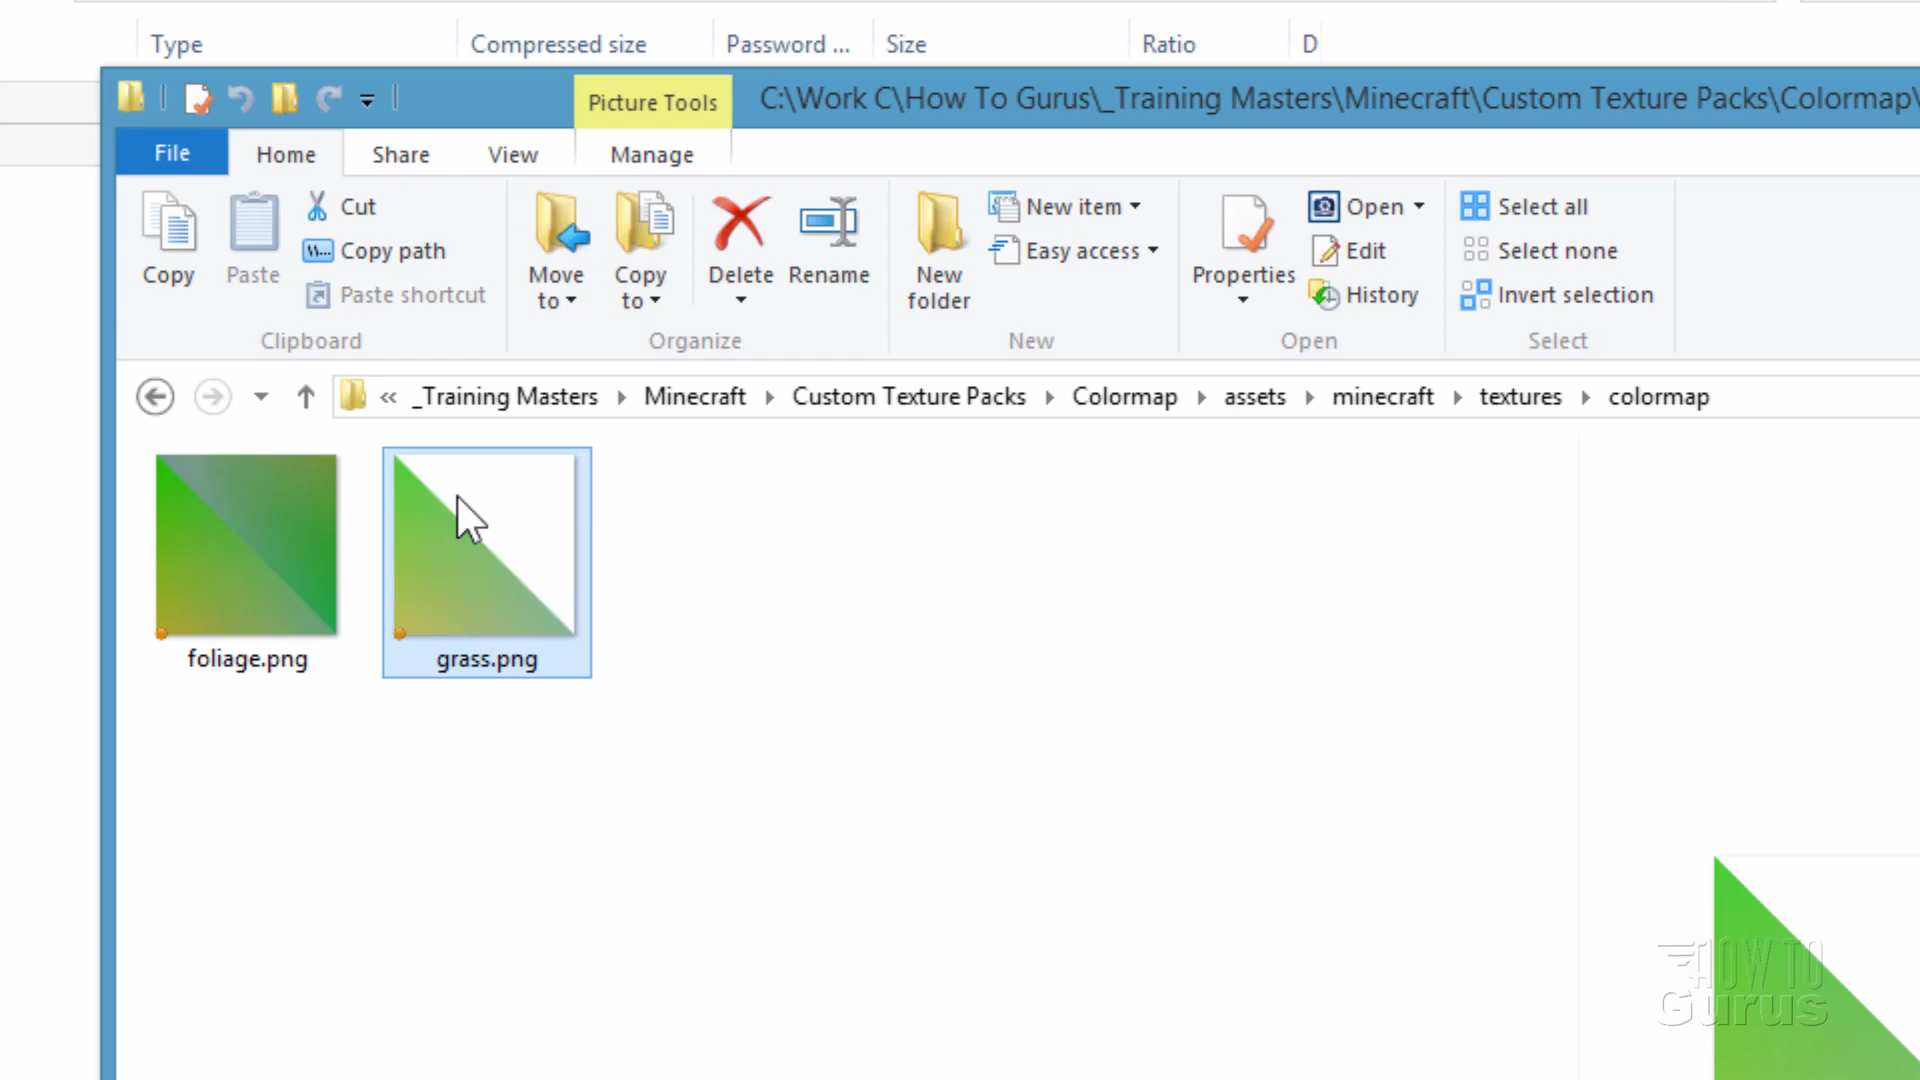 Type Compressed size Password ... Size Ratio D
Picture Tools C:\Work C\How To Gurus\_Training Masters\Minecraft\Custom Texture Packs\Colormap\
File Home Share View Manage
Copy Paste Cut Copy path Paste shortcut
Clipboard
Move to Copy to Delete Rename
Organize
New folder New item Easy access
New
Properties Open Edit History
Open
Select all Select none Invert selection
Select
« _Training Masters Minecraft Custom Texture Packs Colormap assets minecraft textures colormap
foliage.png grass.png
HOW TO
Gurus